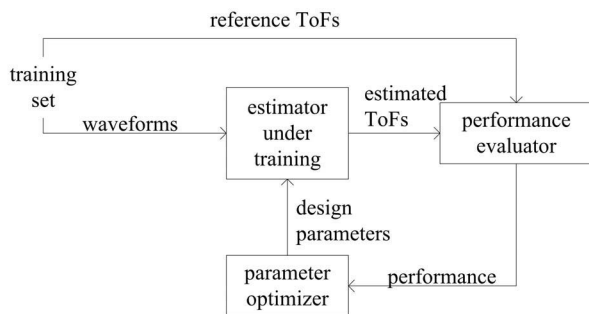 reference ToFs
training
set
waveforms
estimator
under
training
estimated
ToFs
performance
evaluator
design
parameters
parameter
optimizer
performance